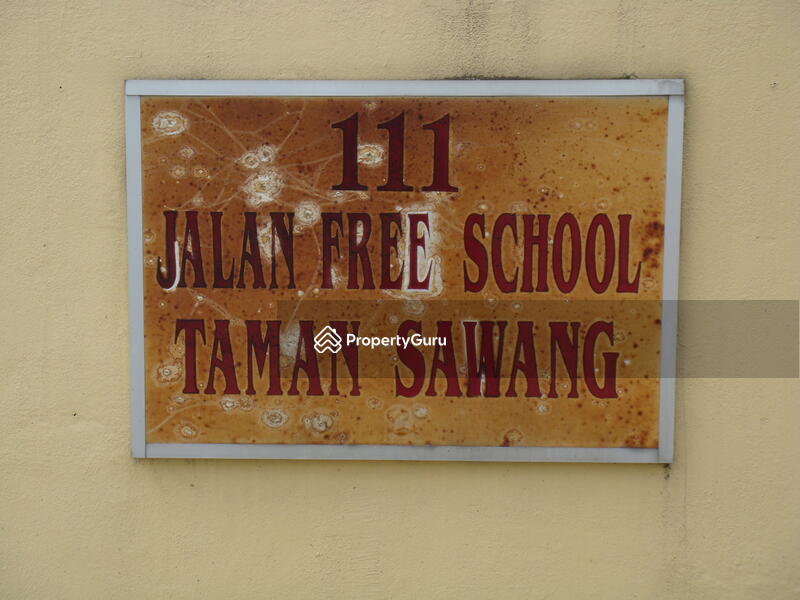 111
JALAN FREE SCHOOL
TAMAN SAWANG
PropertyGuru